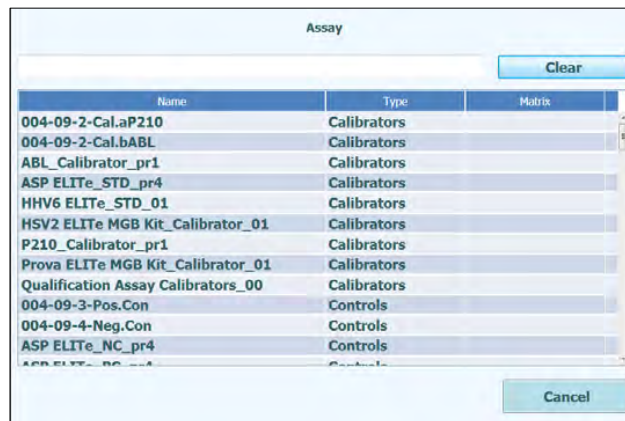 Assay
Clear
Name Type Matrix
004-09-2-Cal.aP210 Calibrators
004-09-2-Cal.bABL Calibrators
ABL_Calibrator_pr1 Calibrators
ASP ELITe_STD_pr4 Calibrators
HHV6 ELITe_STD_01 Calibrators
HSV2 ELITe MGB Kit_Calibrator_01 Calibrators
P210_Calibrator_pr1 Calibrators
Prova ELITe MGB Kit_Calibrator_01 Calibrators
Qualification Assay Calibrators_00 Calibrators
004-09-3-Pos.Con Controls
004-09-4-Neg.Con Controls
ASP ELITe_NC_pr4 Controls
Cancel